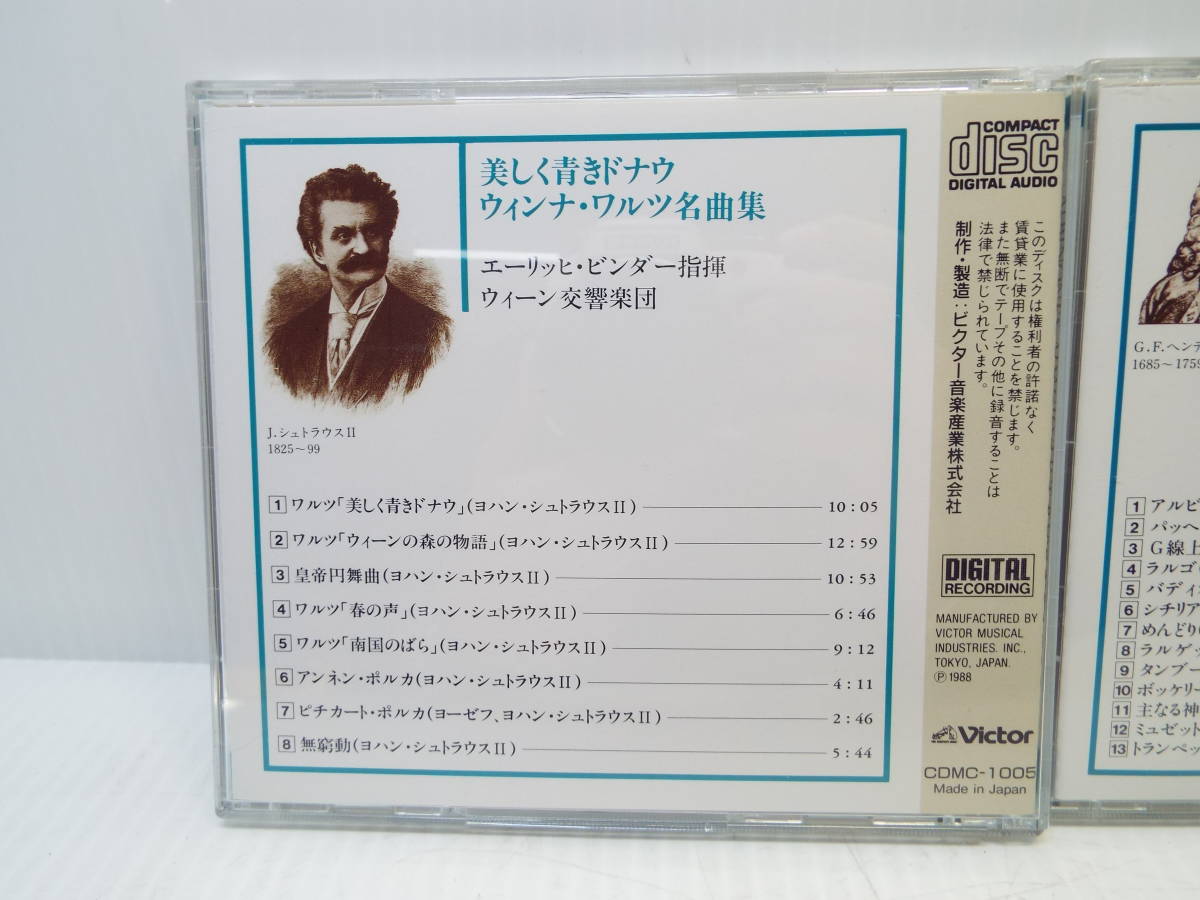 美しく青きドナウ
ウィンナ・ワルツ名曲集
エーリッヒ・ビンダー指揮
ウィーン交響楽団
J.シュトラウスII
1825〜99
1 ワルツ「美しく青きドナウ」(ヨハン・シュトラウスII) 10:05
2 ワルツ「ウィーンの森の物語」(ヨハン・シュトラウスII) 12:59
3 皇帝円舞曲(ヨハン・シュトラウスII) 10:53
4 ワルツ「春の声」(ヨハン・シュトラウスII) 6:46
5 ワルツ「南国のばら」(ヨハン・シュトラウスII) 9:12
6 アンネン・ポルカ(ヨハン・シュトラウスII) 4:11
7 ピチカート・ポルカ(ヨーゼフ、ヨハン・シュトラウスII) 2:46
8 無窮動(ヨハン・シュトラウスII) 5:44
COMPACT
disc
DIGITAL AUDIO
このディスクは権利者の許諾なく
賃貸業に使用することを禁じます。
また無断でテープその他に録音することは
法律で禁じられています。
制作・製造:ビクター音楽産業株式会社
DIGITAL
RECORDING
MANUFACTURED BY
VICTOR MUSICAL
INDUSTRIES. INC.,
TOKYO, JAPAN.
Ⓟ1988
Victor
CDMC-1005
Made in Japan
G.F.ヘンデ
1685〜1759
1 アルビ
2 パッヘ
3 G線上
4 ラルゴ
5 バディ
6 シチリア
7 めんどり
8 ラルゲッ
9 タンブー
10 ボッケリー
11 主なる神
12 ミュゼット
13 トランペッ